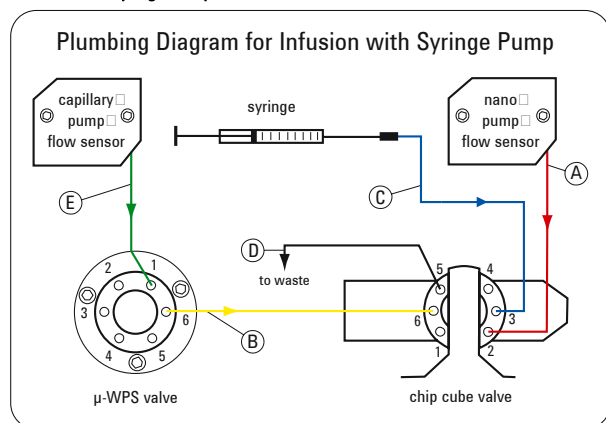 Plumbing Diagram for Infusion with Syringe Pump
capillary□
pump□
flow sensor
syringe
nano□
pump□
flow sensor
A
E
C
D
to waste
5
4
2
1
3
6
6
3
4
5
B
1
2
µ-WPS valve
chip cube valve